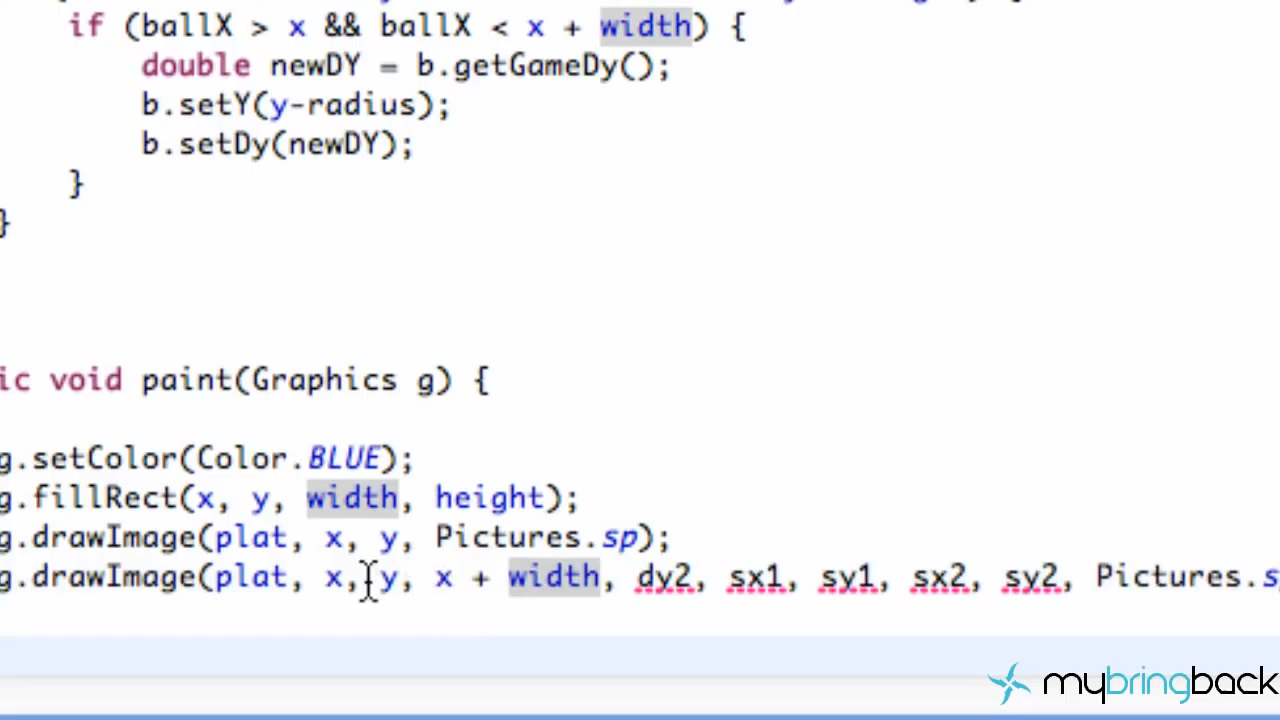 if (ballX > x && ballX < x + width) {
double newDY = b.getGameDy();
b.setY(y-radius);
b.setDy(newDY);
}
}
ic void paint(Graphics g) {
g.setColor(Color.BLUE);
g.fillRect(x, y, width, height);
g.drawImage(plat, x, y, Pictures.sp);
g.drawImage(plat, x, y, x + width, dy2, sx1, sy1, sx2, sy2, Pictures.s
mybringback